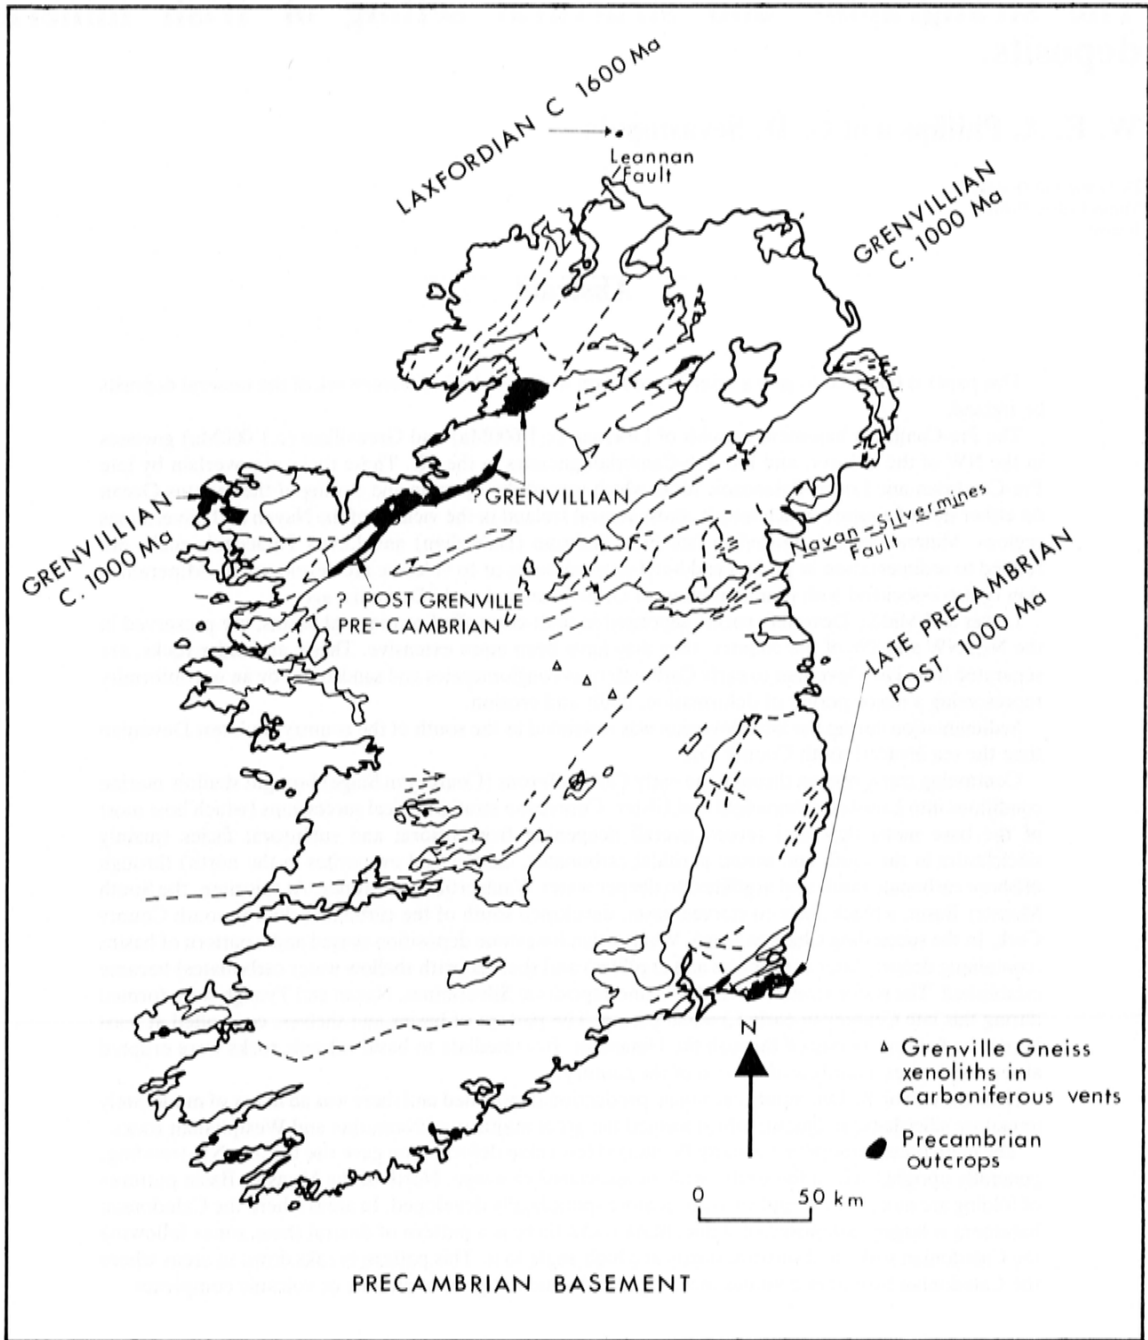 LAXFORDIAN C 1600 Ma
Leannan
Fault
GRENVILLIAN
C. 1000 Ma
GRENVILLIAN
C. 1000 Ma
? GRENVILLIAN
Navan-Silvermines
Fault
? POST GRENVILLE
PRE-CAMBRIAN
LATE PRECAMBRIAN
POST 1000 Ma
N
Grenville Gneiss
xenoliths in
Carboniferous vents
Precambrian
outcrops
0 50 km
PRECAMBRIAN BASEMENT